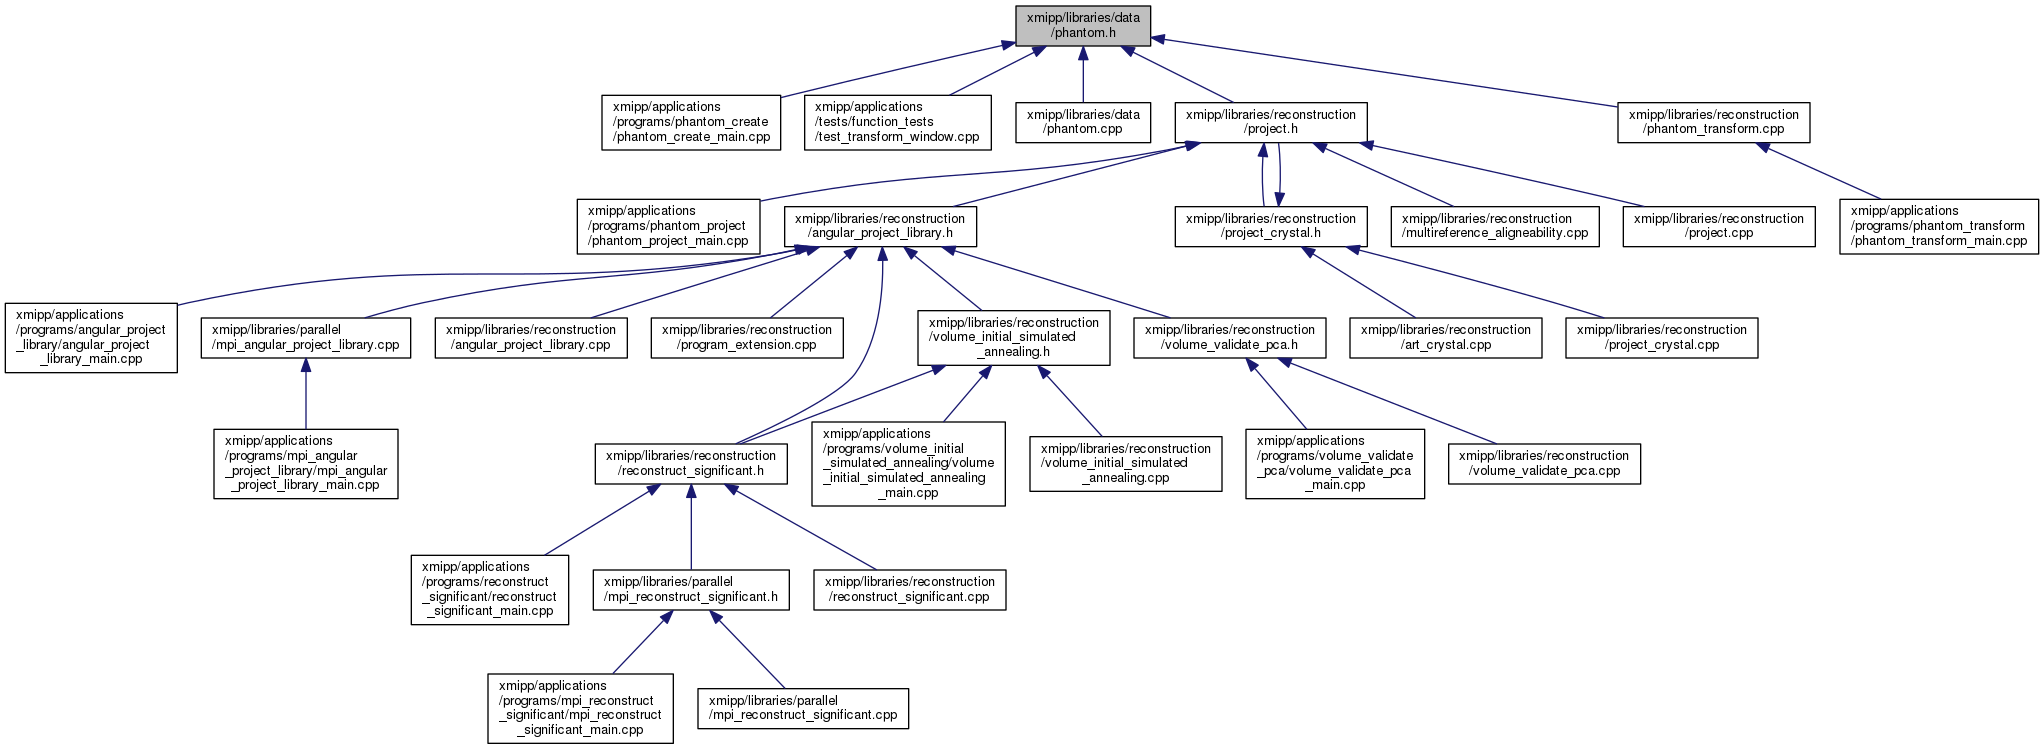 xmipp/libraries/data
/phantom.h
xmipp/applications
/programs/phantom_create
/phantom_create_main.cpp
xmipp/applications
/tests/function_tests
/test_transform_window.cpp
xmipp/libraries/data
/phantom.cpp
xmipp/libraries/reconstruction
/project.h
xmipp/libraries/reconstruction
/phantom_transform.cpp
xmipp/applications
/programs/phantom_project
/phantom_project_main.cpp
xmipp/libraries/reconstruction
/angular_project_library.h
xmipp/libraries/reconstruction
/project_crystal.h
xmipp/libraries/reconstruction
/multireference_aligneability.cpp
xmipp/libraries/reconstruction
/project.cpp
xmipp/applications
/programs/phantom_transform
/phantom_transform_main.cpp
xmipp/applications
/programs/angular_project
_library/angular_project
_library_main.cpp
xmipp/libraries/parallel
/mpi_angular_project_library.cpp
xmipp/libraries/reconstruction
/angular_project_library.cpp
xmipp/libraries/reconstruction
/program_extension.cpp
xmipp/libraries/reconstruction
/volume_initial_simulated
_annealing.h
xmipp/libraries/reconstruction
/volume_validate_pca.h
xmipp/libraries/reconstruction
/art_crystal.cpp
xmipp/libraries/reconstruction
/project_crystal.cpp
xmipp/applications
/programs/mpi_angular
_project_library/mpi_angular
_project_library_main.cpp
xmipp/libraries/reconstruction
/reconstruct_significant.h
xmipp/applications
/programs/volume_initial
_simulated_annealing/volume
_initial_simulated_annealing
_main.cpp
xmipp/libraries/reconstruction
/volume_initial_simulated
_annealing.cpp
xmipp/applications
/programs/volume_validate
_pca/volume_validate_pca
_main.cpp
xmipp/libraries/reconstruction
/volume_validate_pca.cpp
xmipp/applications
/programs/reconstruct
_significant/reconstruct
_significant_main.cpp
xmipp/libraries/parallel
/mpi_reconstruct_significant.h
xmipp/libraries/reconstruction
/reconstruct_significant.cpp
xmipp/applications
/programs/mpi_reconstruct
_significant/mpi_reconstruct
_significant_main.cpp
xmipp/libraries/parallel
/mpi_reconstruct_significant.cpp